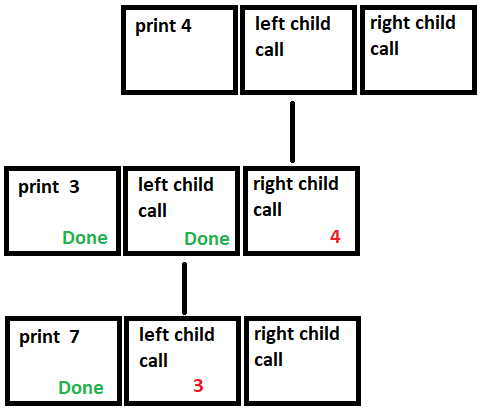 print 4
left child
call
right child
call
print 3
Done
left child
call
Done
right child
call
4
print 7
Done
left child
call
3
right child
call